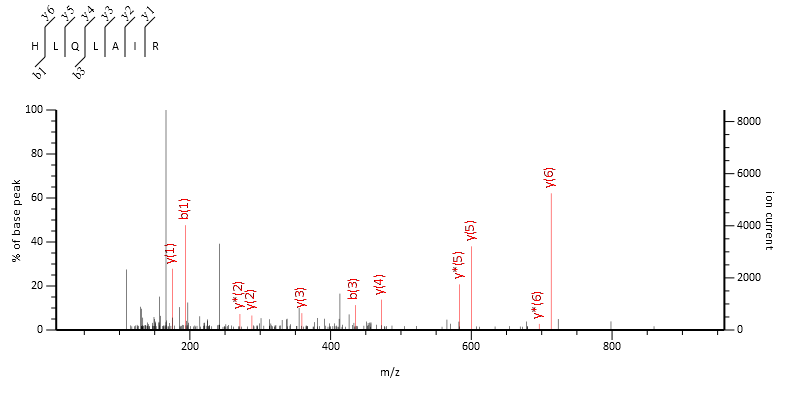 y6 y5 y4 y3 y2 y1
H L Q L A I R
b1 b3
100
80
60
40
20
0
% of base peak
8000
6000
4000
2000
0
ion current
y(1)
b(1)
y*(2)
y(2)
y(3)
b(3)
y(4)
y*(5)
y(5)
y*(6)
y(6)
200 400 600 800
m/z